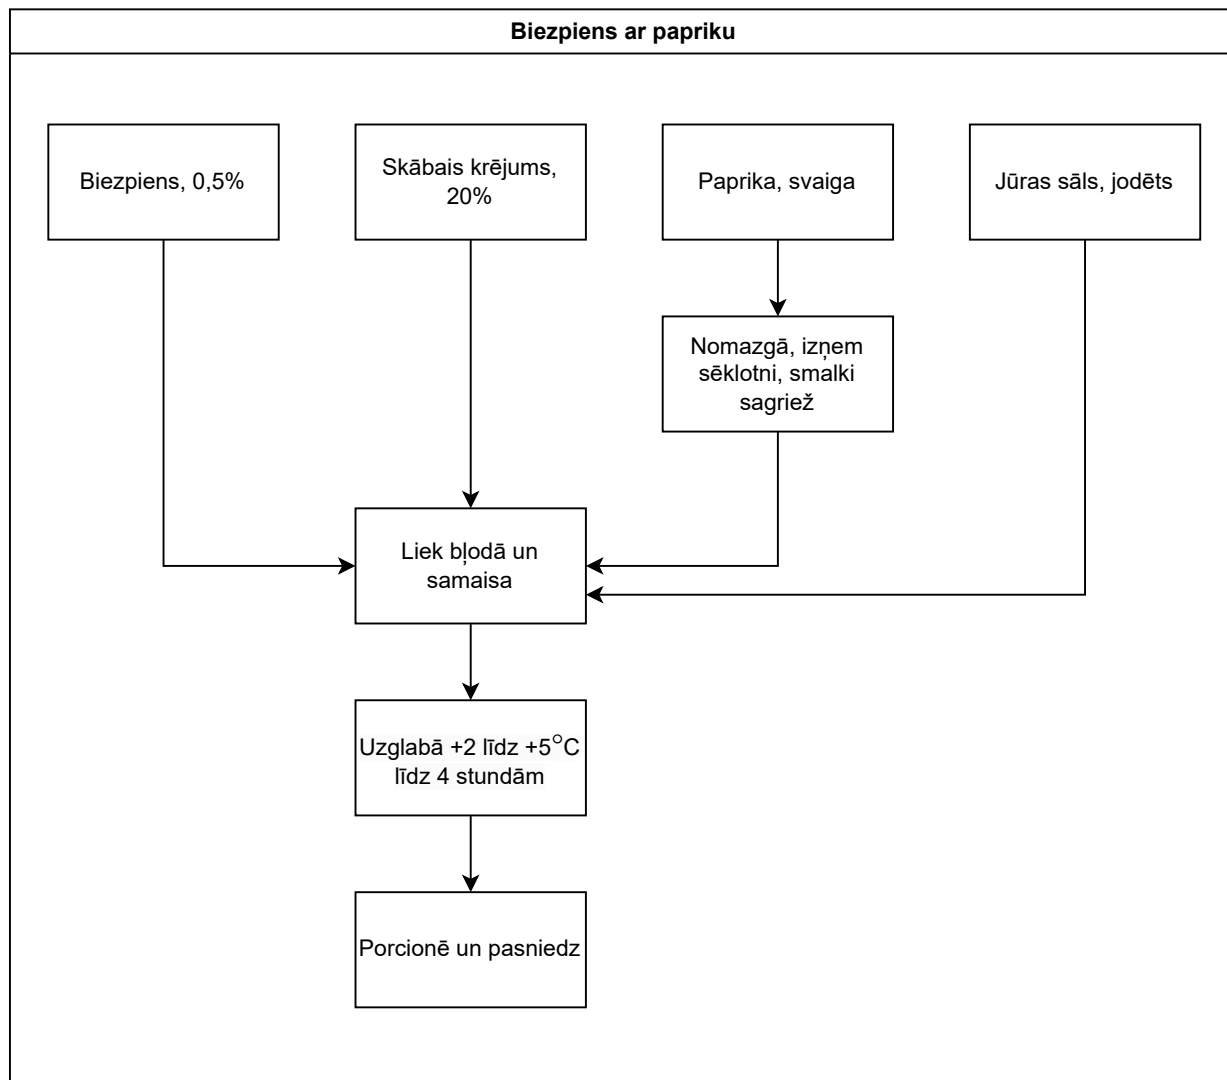 Biezpiens ar papriku
Biezpiens, 0,5%
Skābais krējums,
20%
Paprika, svaiga
Jūras sāls, jodēts
Nomazgā, izņem
sēklotni, smalki
sagriež
Liek bļodā un
samaisa
Uzglabā +2 līdz +5°C
līdz 4 stundām
Porcionē un pasniedz